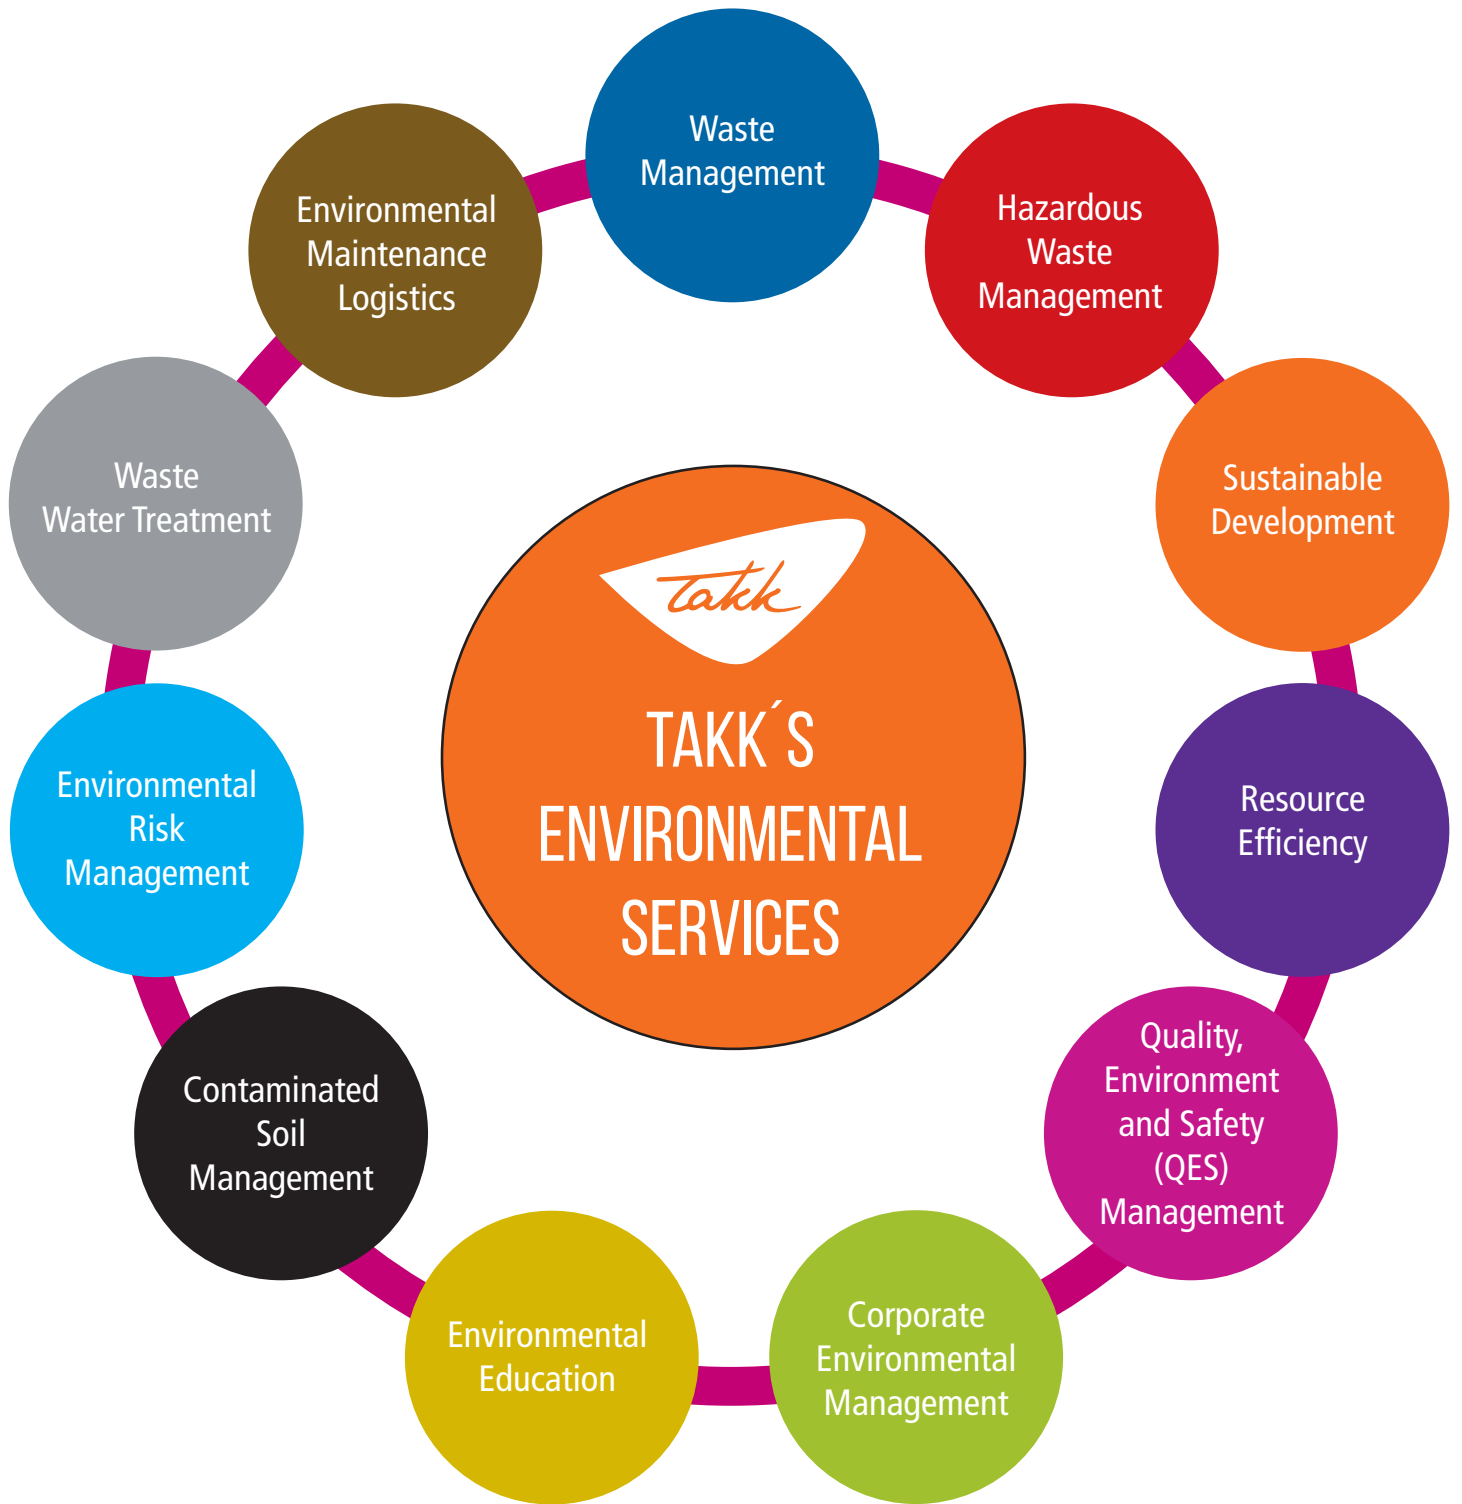 Waste
Management
Hazardous
Waste
Management
Sustainable
Development
Resource
Efficiency
Quality,
Environment
and Safety
(QES)
Management
Corporate
Environmental
Management
Environmental
Education
Contaminated
Soil
Management
Environmental
Risk
Management
Waste
Water Treatment
Environmental
Maintenance
Logistics
Takk
TAKK´S
ENVIRONMENTAL
SERVICES